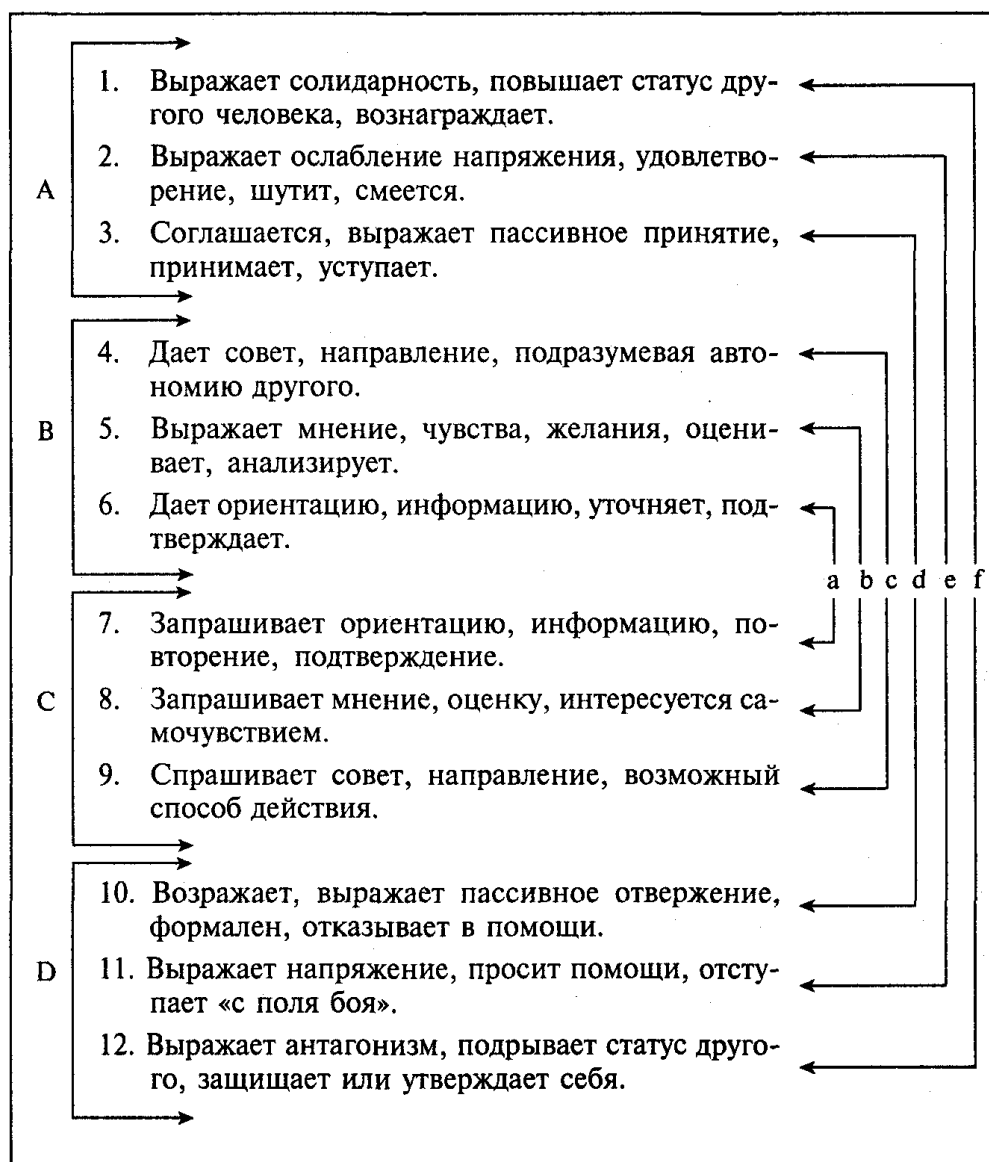 1. Выражает солидарность, повышает статус дру-
гого человека, вознаграждает.
2. Выражает ослабление напряжения, удовлетво-
рение, шутит, смеется.
A
3. Соглашается, выражает пассивное принятие,
принимает, уступает.
4. Дает совет, направление, подразумевая авто-
номию другого.
B
5. Выражает мнение, чувства, желания, оцени-
вает, анализирует.
6. Дает ориентацию, информацию, уточняет, под-
тверждает.
a b c d e f
7. Запрашивает ориентацию, информацию, по-
вторение, подтверждение.
C
8. Запрашивает мнение, оценку, интересуется са-
мочувствием.
9. Спрашивает совет, направление, возможный
способ действия.
10. Возражает, выражает пассивное отвержение,
формален, отказывает в помощи.
D
11. Выражает напряжение, просит помощи, отсту-
пает «с поля боя».
12. Выражает антагонизм, подрывает статус друго-
го, защищает или утверждает себя.